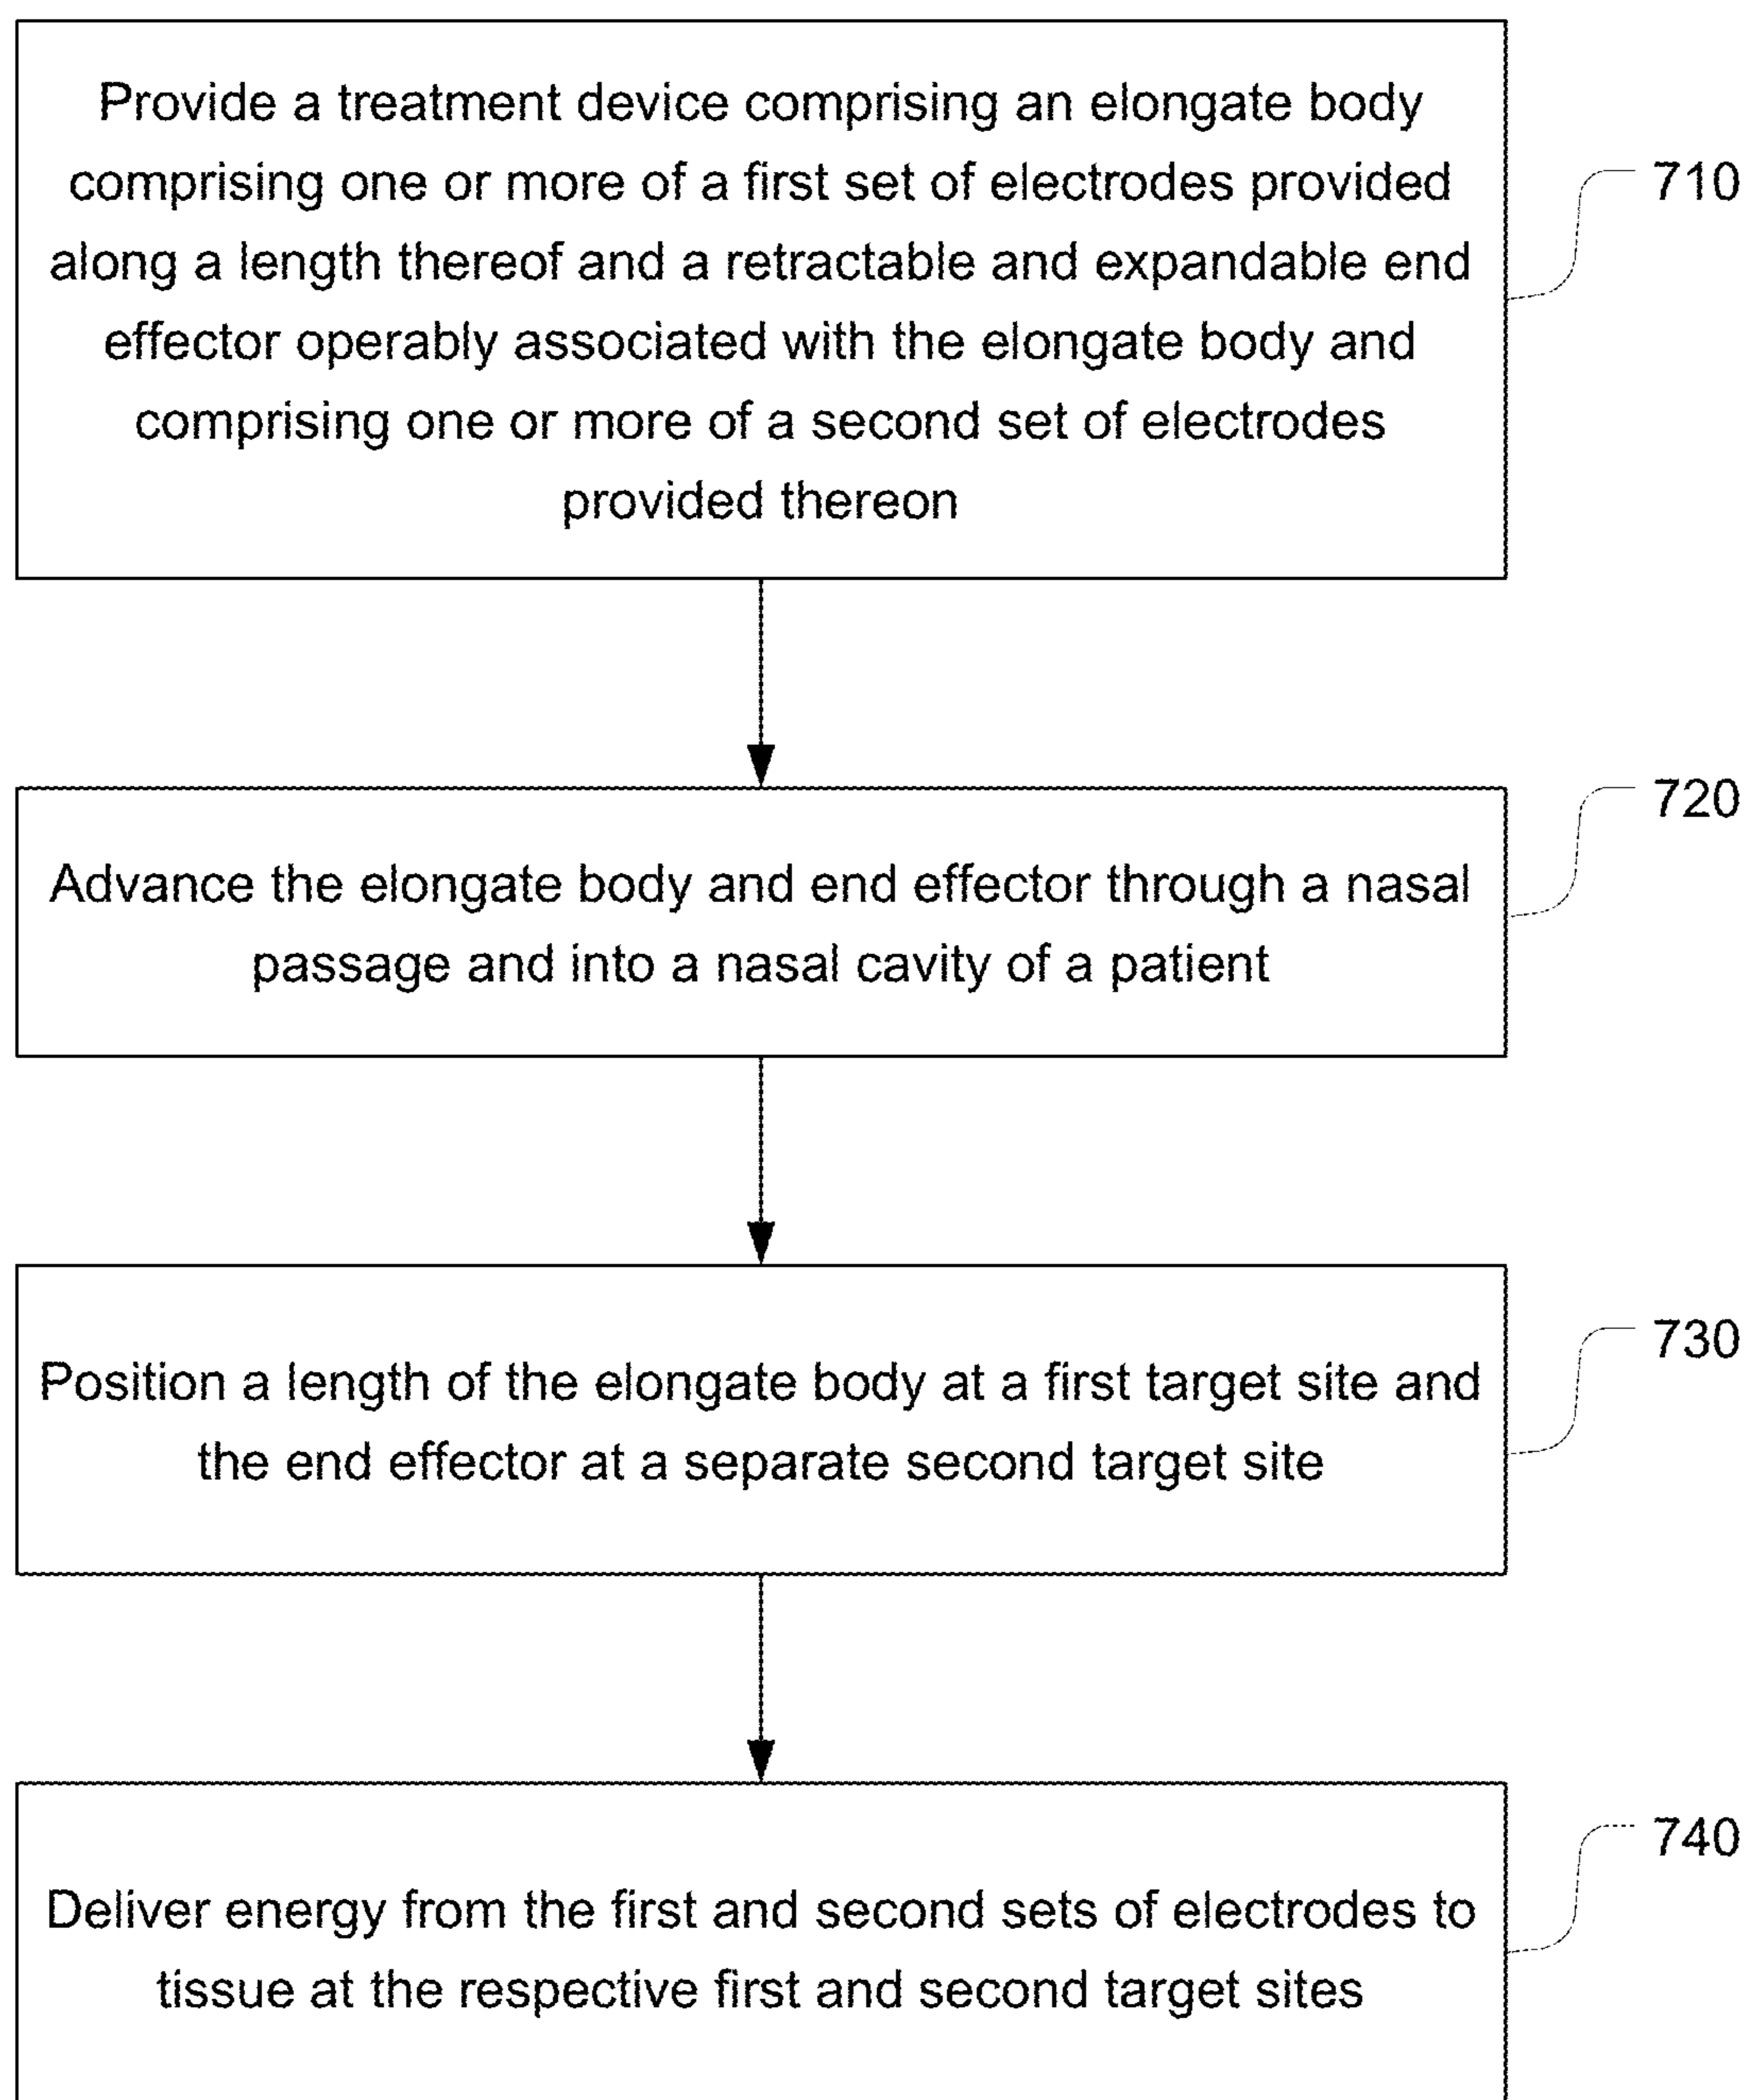 Provide a treatment device comprising an elongate body
comprising one or more of a first set of electrodes provided
along a length thereof and a retractable and expandable end
effector operably associated with the elongate body and
comprising one or more of a second set of electrodes
provided thereon
710
Advance the elongate body and end effector through a nasal
passage and into a nasal cavity of a patient
720
Position a length of the elongate body at a first target site and
the end effector at a separate second target site
730
Deliver energy from the first and second sets of electrodes to
tissue at the respective first and second target sites
740